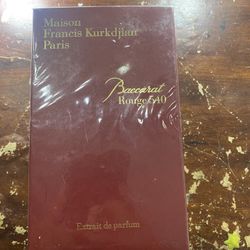 Maison
Francis Kurkdjian
Paris
Baccarat
Rouge 540
Extrait de parfum